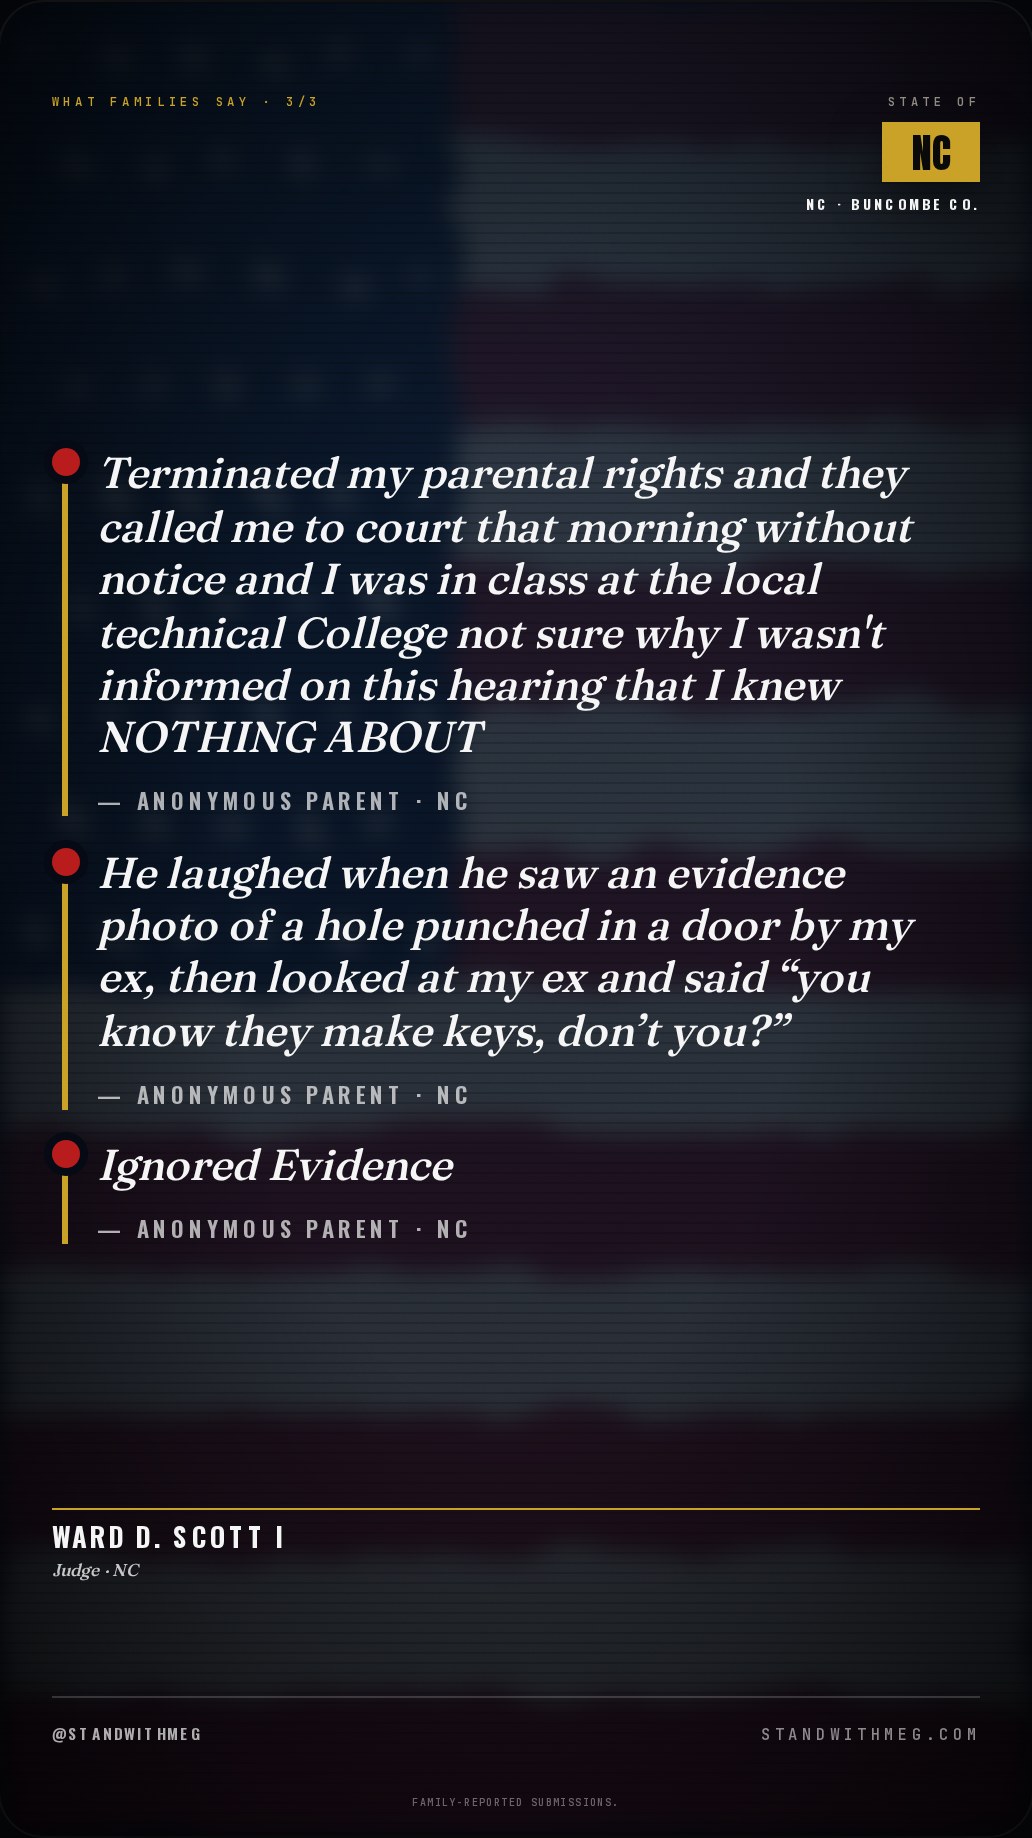 WHAT FAMILIES SAY · 3/3
STATE OF
NC
NC · BUNCOMBE CO.
Terminated my parental rights and they
called me to court that morning without
notice and I was in class at the local
technical College not sure why I wasn't
informed on this hearing that I knew
NOTHING ABOUT
— ANONYMOUS PARENT · NC
He laughed when he saw an evidence
photo of a hole punched in a door by my
ex, then looked at my ex and said “you
know they make keys, don’t you?”
— ANONYMOUS PARENT · NC
Ignored Evidence
— ANONYMOUS PARENT · NC
WARD D. SCOTT I
Judge · NC
@STANDWITHMEG
STANDWITHMEG.COM
FAMILY-REPORTED SUBMISSIONS.